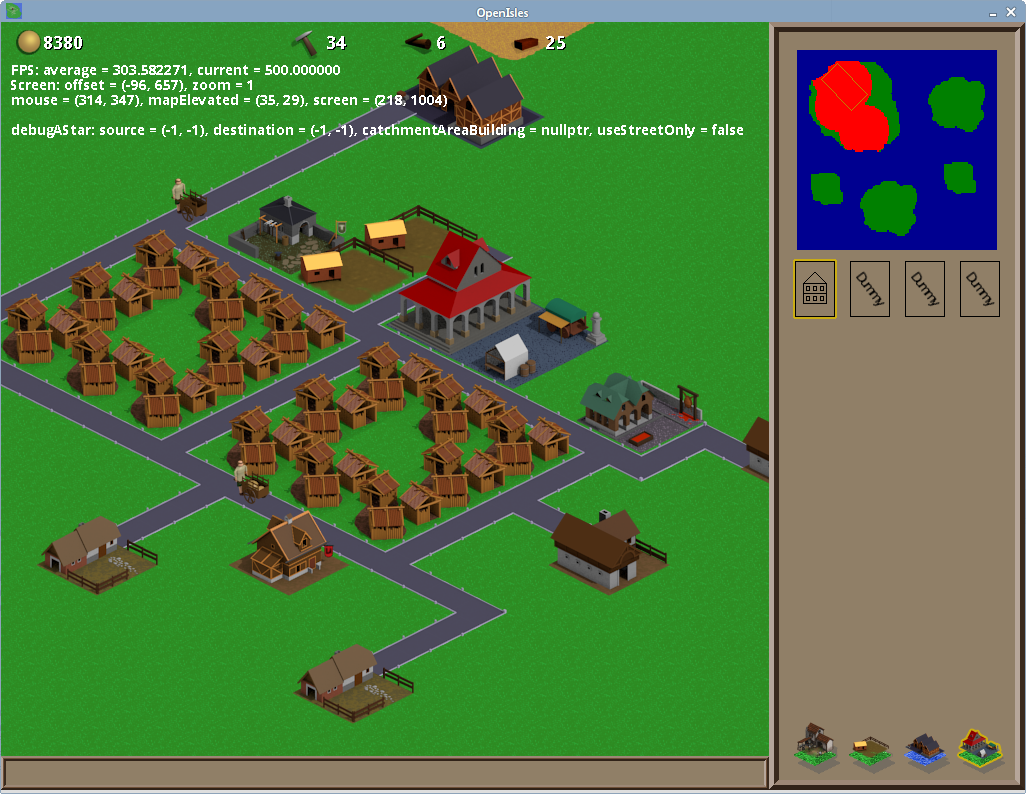 OpenIsles
8380 34 6 25
FPS: average = 303.582271, current = 500.000000
Screen: offset = (-96, 657), zoom = 1
mouse = (314, 347), mapElevated = (35, 29), screen = (218, 1004)
debugAStar: source = (-1, -1), destination = (-1, -1), catchmentAreaBuilding = nullptr, useStreetOnly = false
Dummy Dummy Dummy